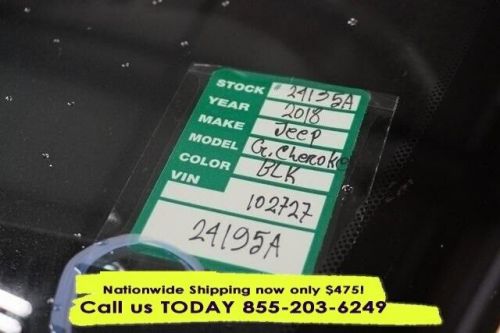 STOCK # 24195A
YEAR 2018
MAKE Jeep
MODEL G.Cherokee
COLOR BLK
VIN 102727
24195A
Nationwide Shipping now only $475!
Call us TODAY 855-203-6249